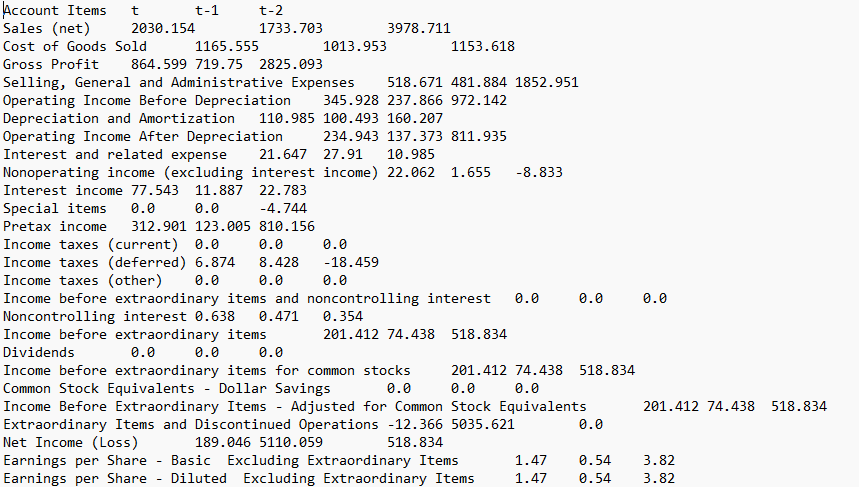 Account Items t t-1 t-2
Sales (net) 2030.154 1733.703 3978.711
Cost of Goods Sold 1165.555 1013.953 1153.618
Gross Profit 864.599 719.75 2825.093
Selling, General and Administrative Expenses 518.671 481.884 1852.951
Operating Income Before Depreciation 345.928 237.866 972.142
Depreciation and Amortization 110.985 100.493 160.207
Operating Income After Depreciation 234.943 137.373 811.935
Interest and related expense 21.647 27.91 10.985
Nonoperating income (excluding interest income) 22.062 1.655 -8.833
Interest income 77.543 11.887 22.783
Special items 0.0 0.0 -4.744
Pretax income 312.901 123.005 810.156
Income taxes (current) 0.0 0.0 0.0
Income taxes (deferred) 6.874 8.428 -18.459
Income taxes (other) 0.0 0.0 0.0
Income before extraordinary items and noncontrolling interest 0.0 0.0 0.0
Noncontrolling interest 0.638 0.471 0.354
Income before extraordinary items 201.412 74.438 518.834
Dividends 0.0 0.0 0.0
Income before extraordinary items for common stocks 201.412 74.438 518.834
Common Stock Equivalents - Dollar Savings 0.0 0.0 0.0
Income Before Extraordinary Items - Adjusted for Common Stock Equivalents 201.412 74.438 518.834
Extraordinary Items and Discontinued Operations -12.366 5035.621 0.0
Net Income (Loss) 189.046 5110.059 518.834
Earnings per Share - Basic Excluding Extraordinary Items 1.47 0.54 3.82
Earnings per Share - Diluted Excluding Extraordinary Items 1.47 0.54 3.82